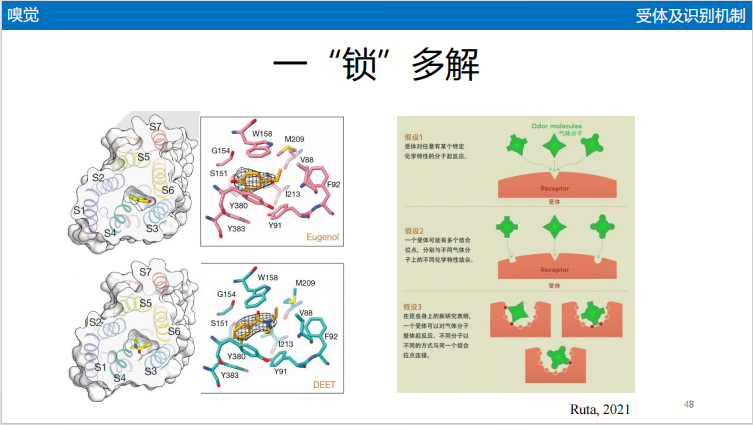 嗅觉
受体及识别机制
一“锁”多解
S7
S5
S2
S6
S1
S4
S3
W158
M209
G154
V88
S151
F92
I213
Y380
Y383
Y91
Eugenol
S7
S5
S2
S6
S1
S4
S3
W158
M209
G154
V88
S151
F92
I213
Y380
Y383
Y91
DEET
Odor molecules
气味分子
假设1
受体对任意有某个特定
化学特性的分子起反应。
Receptor
受体
假设2
一个受体可能有多个结合
位点，分别与不同气体分
子上的不同化学特性结合。
Receptor
受体
假设3
在昆虫身上的新研究表明，
一个受体可以对气体分子
整体起反应，不同分子以
不同的方式与同一个结合
位点连接。
Ruta, 2021
48